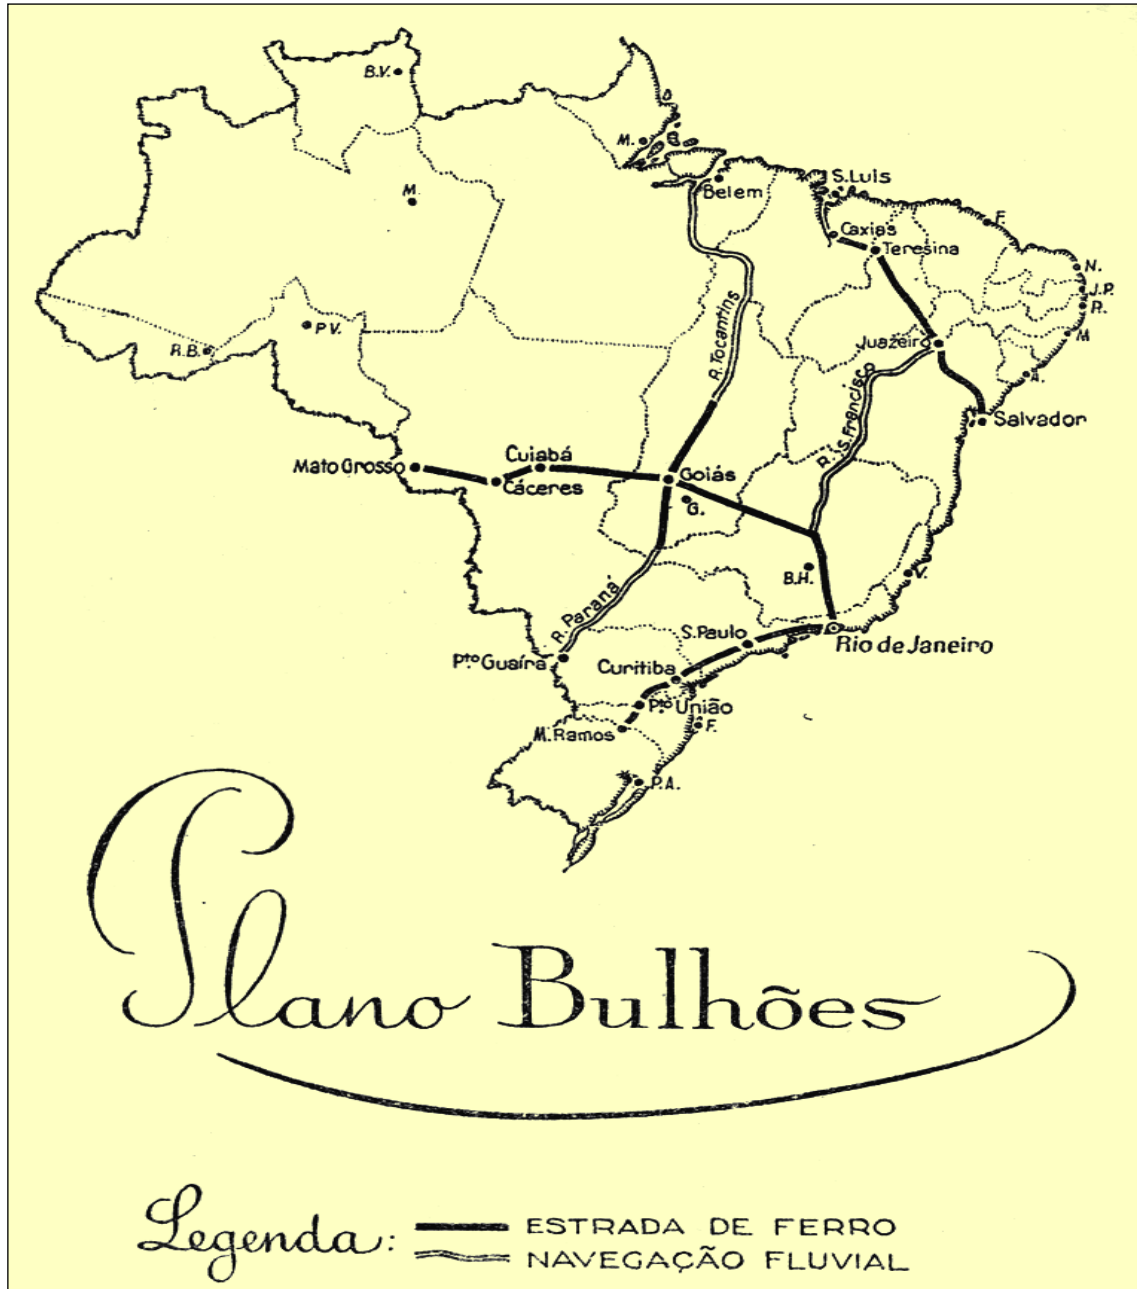 B.V.
M.
B.
Belem
S.Luis
F.
M.
Caxias
Teresina
N.
J.P.
R.
R.Tocantins
P.V.
R.B.
Juazeir
M
A.
R. S. Francisco
Salvador
Mato Grosso
Cuiabá
Cáceres
Goiás
G.
B.H.
V.
R. Paraná
S.Paulo
Rio de Janeiro
Pto Guaíra
Curitiba
Pto União
M.Ramos
F.
P.A.
Plano Bulhões
Legenda:
ESTRADA DE FERRO
NAVEGAÇÃO FLUVIAL